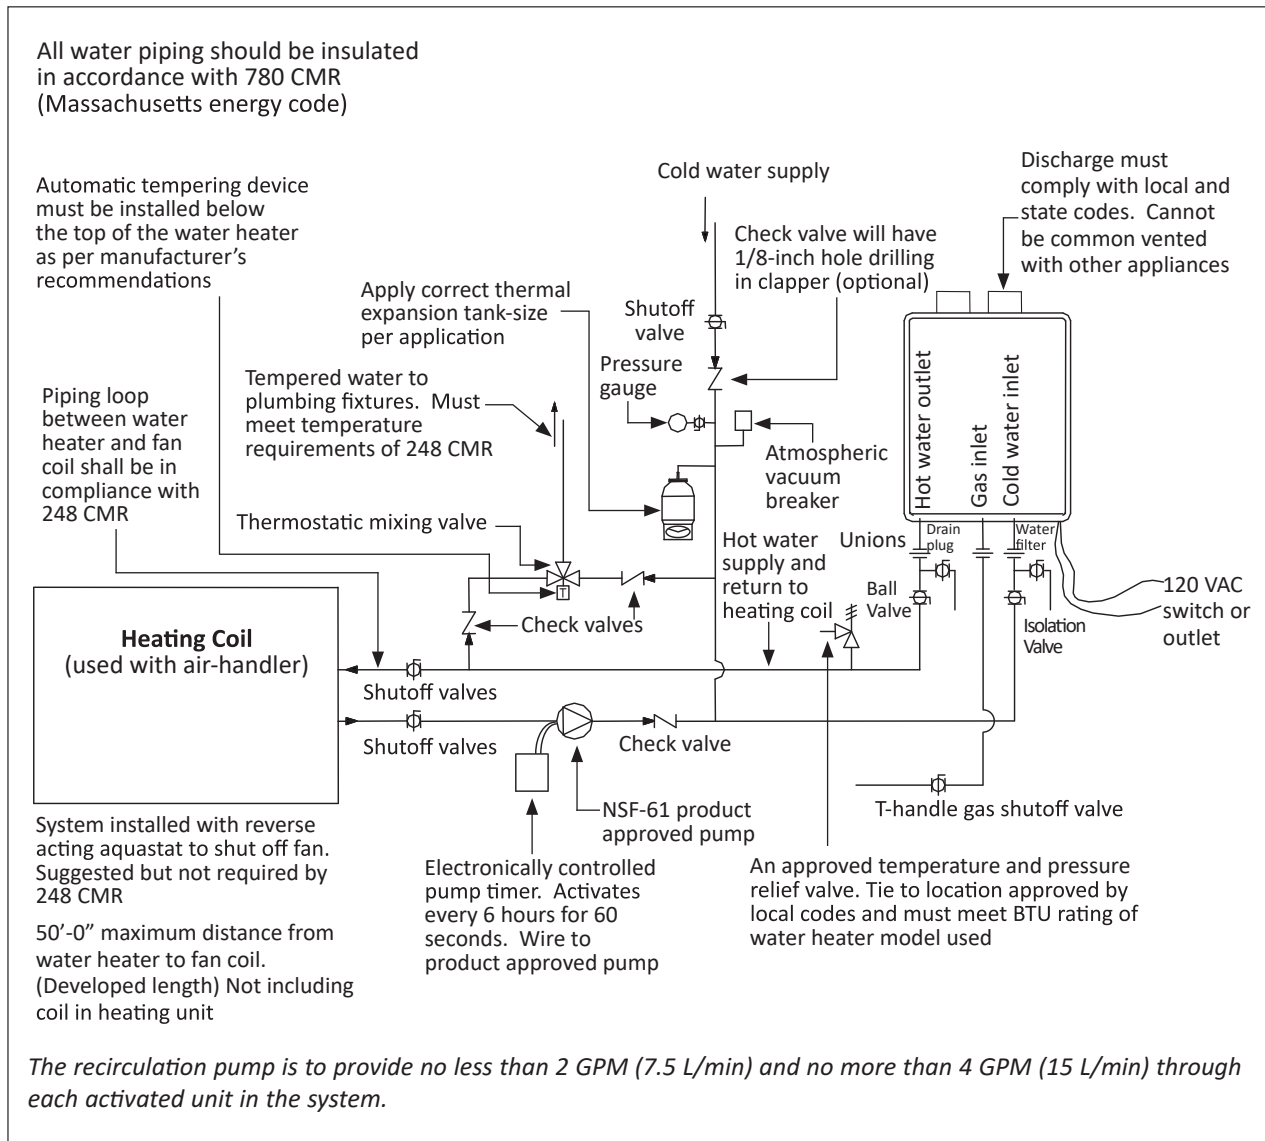 All water piping should be insulated
in accordance with 780 CMR
(Massachusetts energy code)
Automatic tempering device
must be installed below
the top of the water heater
as per manufacturer's
recommendations
Cold water supply
Discharge must
comply with local and
state codes.  Cannot
be common vented
with other appliances
Check valve will have
1/8-inch hole drilling
in clapper (optional)
Apply correct thermal
expansion tank-size
per application
Shutoff
valve
Pressure
gauge
Tempered water to
plumbing fixtures.  Must
meet temperature
requirements of 248 CMR
Piping loop
between water
heater and fan
coil shall be in
compliance with
248 CMR
Atmospheric
vacuum
breaker
Hot water outlet
Gas inlet
Cold water inlet
Thermostatic mixing valve
Hot water
supply and
return to
heating coil
Unions
Drain
plug
Water
filter
Ball
Valve
120 VAC
switch or
outlet
Isolation
Valve
T
Heating Coil
(used with air-handler)
Check valves
Shutoff valves
Shutoff valves
Check valve
T-handle gas shutoff valve
NSF-61 product
approved pump
System installed with reverse
acting aquastat to shut off fan.
Suggested but not required by
248 CMR
50'-0” maximum distance from
water heater to fan coil.
(Developed length) Not including
coil in heating unit
Electronically controlled
pump timer.  Activates
every 6 hours for 60
seconds.  Wire to
product approved pump
An approved temperature and pressure
relief valve. Tie to location approved by
local codes and must meet BTU rating of
water heater model used
The recirculation pump is to provide no less than 2 GPM (7.5 L/min) and no more than 4 GPM (15 L/min) through
each activated unit in the system.